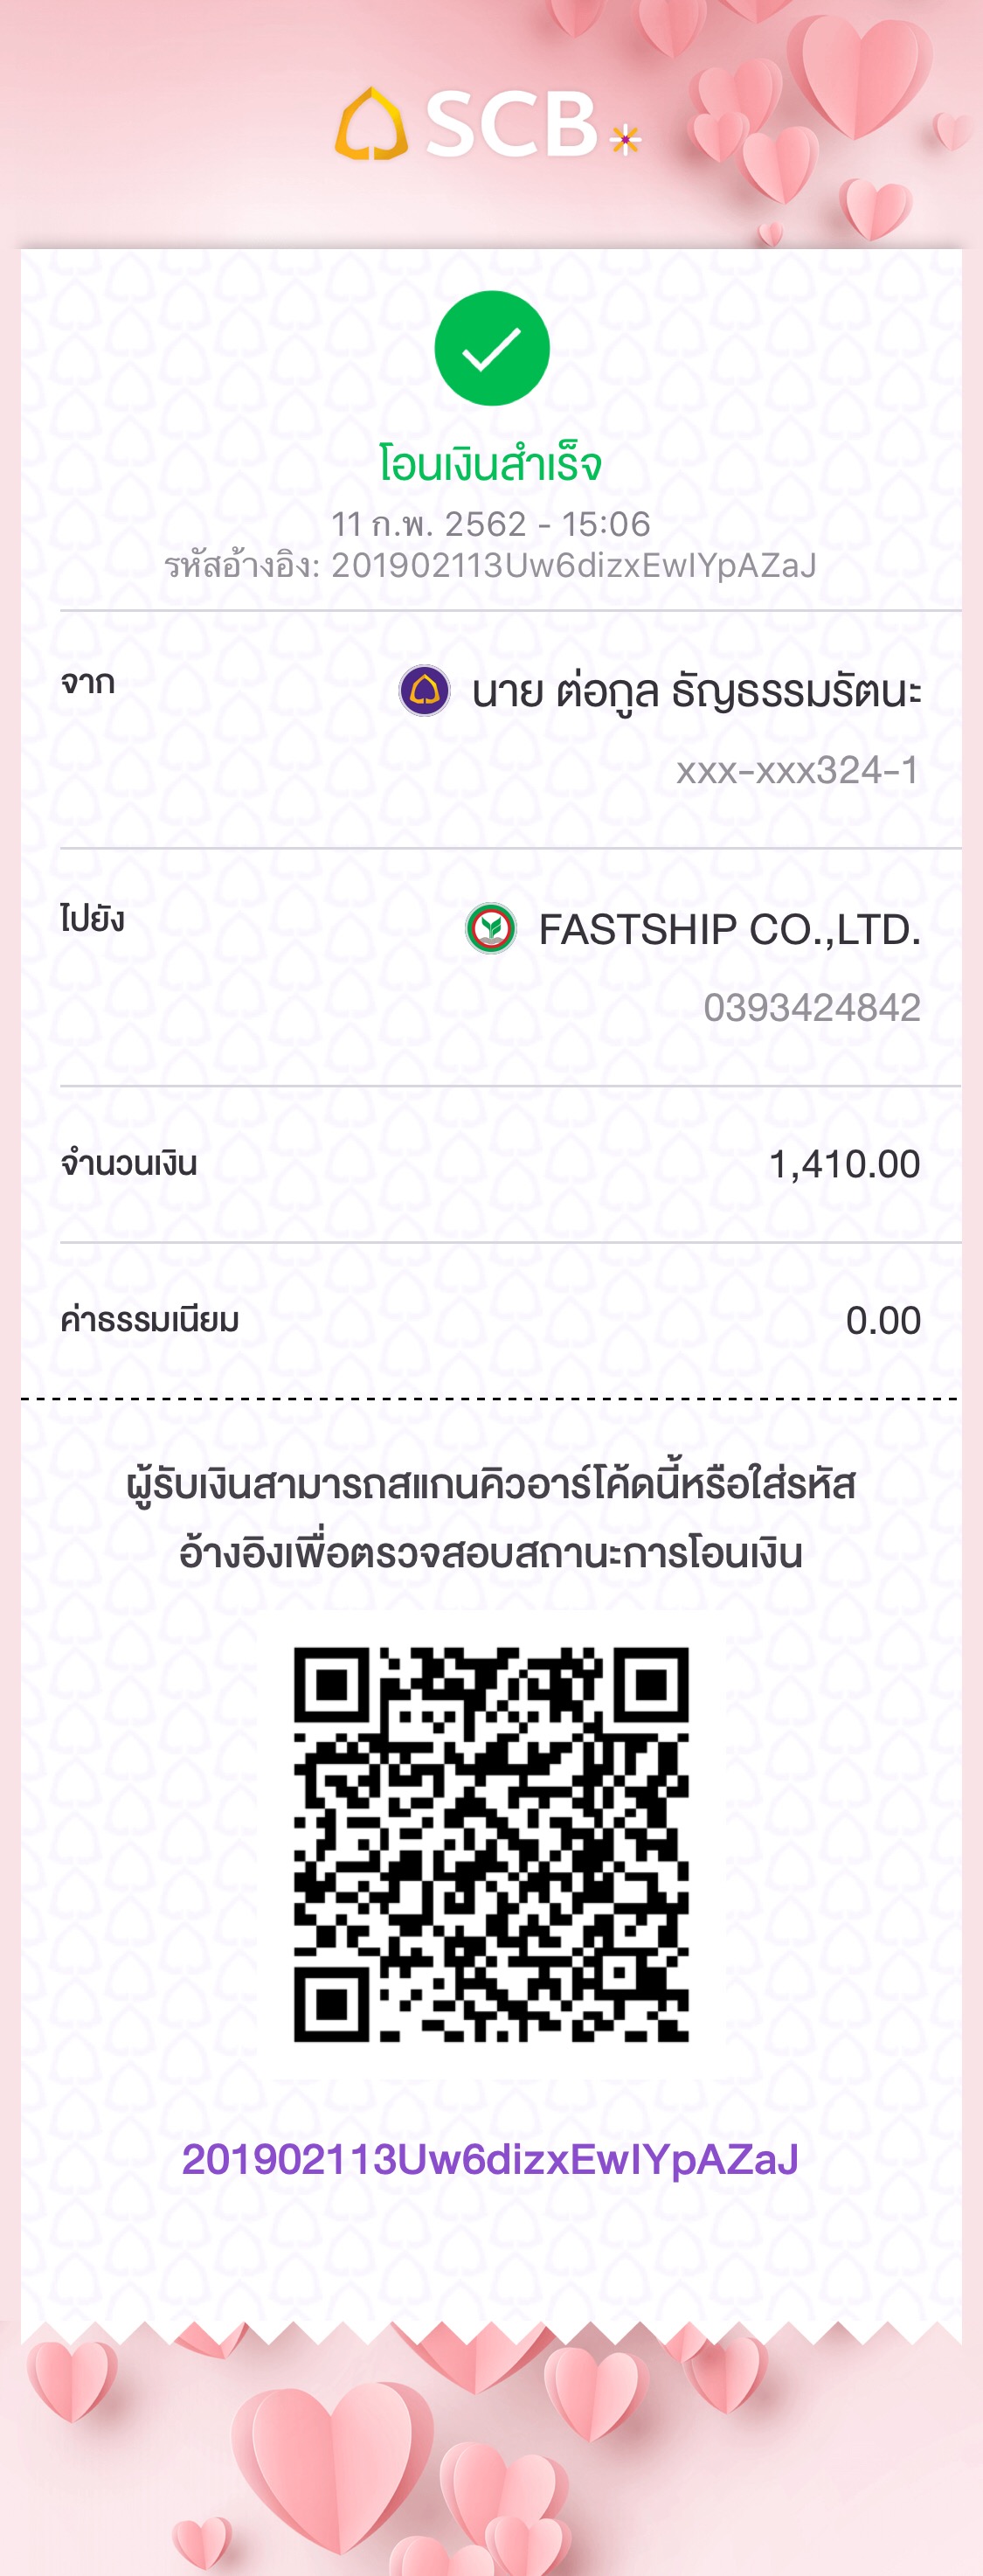 SCB
โอนเงินสำเร็จ
11 ก.พ. 2562 - 15:06
รหัสอ้างอิง: 201902113Uw6dizxEwIYpAZaJ
จาก
นาย ต่อกูล ธัญธรรมรัตนะ
xxx-xxx324-1
ไปยัง
FASTSHIP CO.,LTD.
0393424842
จำนวนเงิน
1,410.00
ค่าธรรมเนียม
0.00
ผู้รับเงินสามารถสแกนคิวอาร์โค้ดนี้หรือใส่รหัส
อ้างอิงเพื่อตรวจสอบสถานะการโอนเงิน
201902113Uw6dizxEwIYpAZaJ